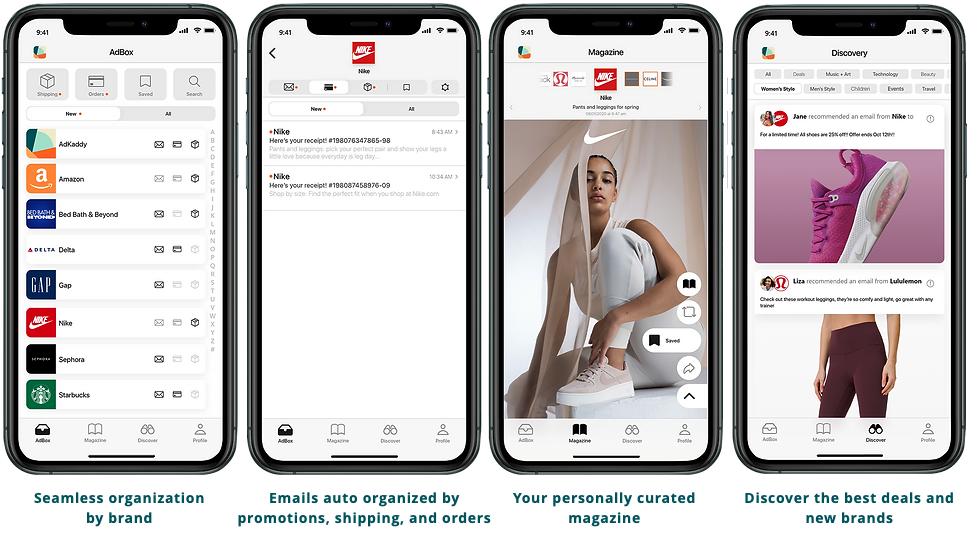 9:41
AdBox
Shipping
Orders
Saved
Search
New
All
AdKaddy
Amazon
BED BATH & BEYOND
Bed Bath & Beyond
DELTA
Delta
GAP
Gap
NIKE
Nike
SEPHORA
Sephora
Starbucks
A
B
C
D
E
F
G
H
I
J
K
L
M
N
O
P
Q
R
S
T
U
V
W
X
Y
Z
#
AdBox
Magazine
Discover
Profile
Seamless organization
by brand
9:41
NIKE
Nike
New
All
Nike
8:43 AM
Here's your receipt! #198076347865-98
Pants and leggings: pick your perfect pair and show your legs a
little love because everyday is leg day...
Nike
10:34 AM
Here's your receipt! #198087458976-09
Shop by size: Find the perfect fit when you shop at Nike.com
AdBox
Magazine
Discover
Profile
Emails auto organized by
promotions, shipping, and orders
9:41
Magazine
NIKE
CELINE
Nike
Pants and leggings for spring
Saved
AdBox
Magazine
Discover
Profile
Your personally curated
magazine
9:41
Discovery
All
Deals
Music + Art
Technology
Beauty
Women's Style
Men's Style
Children
Events
Travel
Jane recommended an email from Nike to
For a limited time! All shoes are 25% off! Offer ends Oct 12th!!
Liza recommended an email from Lululemon
Check out these workout leggings, they're so comfy and light, go great with any
trainer
AdBox
Magazine
Discover
Profile
Discover the best deals and
new brands